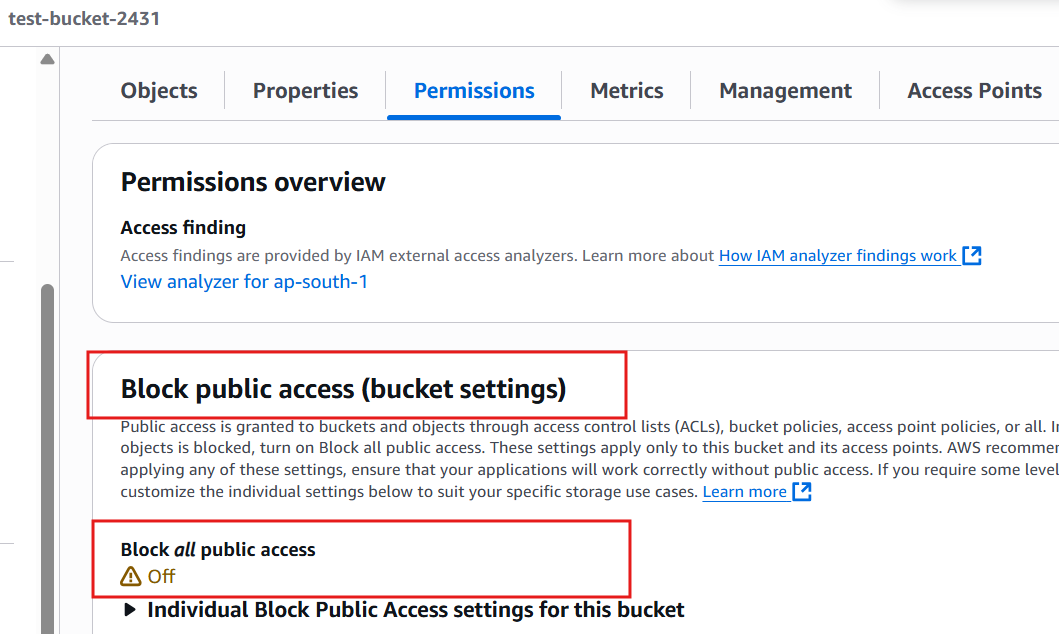 test-bucket-2431
Objects
Properties
Permissions
Metrics
Management
Access Points
Permissions overview
Access finding
Access findings are provided by IAM external access analyzers. Learn more about How IAM analyzer findings work
View analyzer for ap-south-1
Block public access (bucket settings)
Public access is granted to buckets and objects through access control lists (ACLs), bucket policies, access point policies, or all.
objects is blocked, turn on Block all public access. These settings apply only to this bucket and its access points. AWS
applying any of these settings, ensure that your applications will work correctly without public access. If you require some
customize the individual settings below to suit your specific storage use cases. Learn more
Block all public access
Off
Individual Block Public Access settings for this bucket